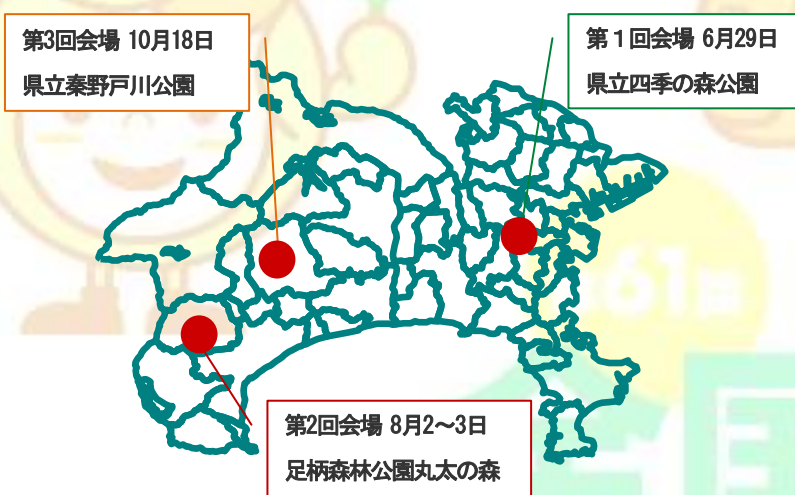 第3回会場 10月18日
県立秦野戸川公園
第１回会場 6月29日
県立四季の森公園
61回
第2回会場 8月2～3日
足柄森林公園丸太の森